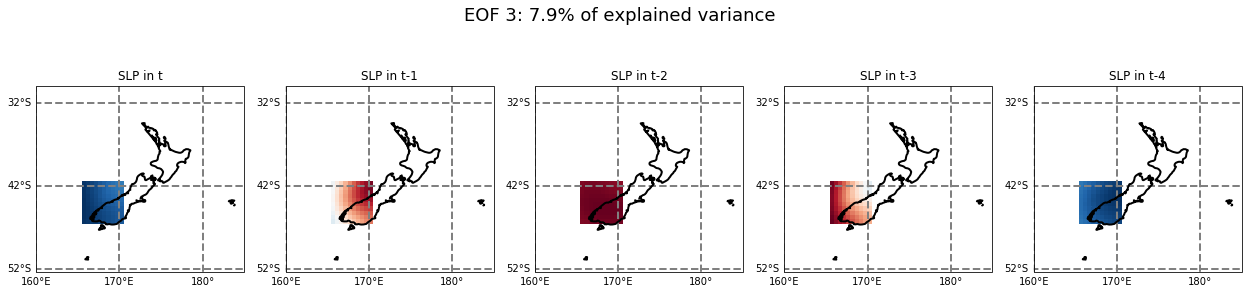 EOF 3: 7.9% of explained variance
SLP in t
SLP in t-1
SLP in t-2
SLP in t-3
SLP in t-4
32°S 32°S 32°S 32°S 32°S
42°S 42°S 42°S 42°S 42°S
52°S 52°S 52°S 52°S 52°S
160°E 170°E 180° 160°E 170°E 180° 160°E 170°E 180° 160°E 170°E 180° 160°E 170°E 180°